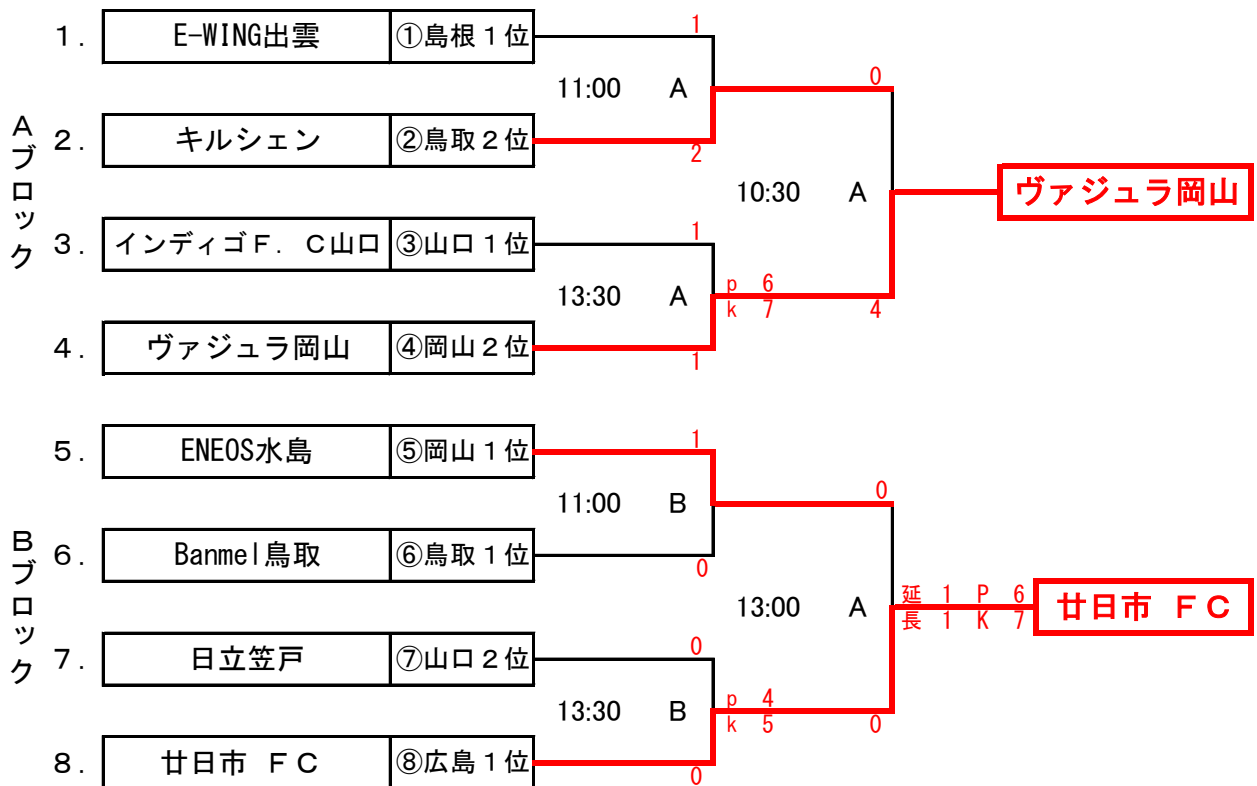 Aブロック
1. E-WING出雲 ①島根1位 1
11:00 A
0
2. キルシェン ②鳥取2位 2
10:30 A
ヴァジュラ岡山
3. インディゴF．C山口 ③山口1位 1
13:30 A
pk 6 7
4
4. ヴァジュラ岡山 ④岡山2位 1
Bブロック
5. ENEOS水島 ⑤岡山1位 1
11:00 B
0
6. Banmel鳥取 ⑥鳥取1位 0
13:00 A
延長 1 1 PK 6 7
廿日市 FC
7. 日立笠戸 ⑦山口2位 0
13:30 B
pk 4 5
0
8. 廿日市 FC ⑧広島1位 0